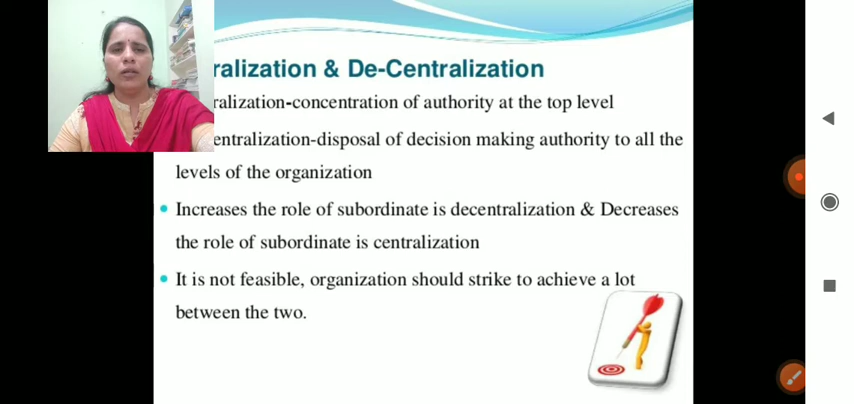 ralization & De-Centralization
ralization-concentration of authority at the top level
entralization-disposal of decision making authority to all the
levels of the organization
Increases the role of subordinate is decentralization & Decreases
the role of subordinate is centralization
It is not feasible, organization should strike to achieve a lot
between the two.